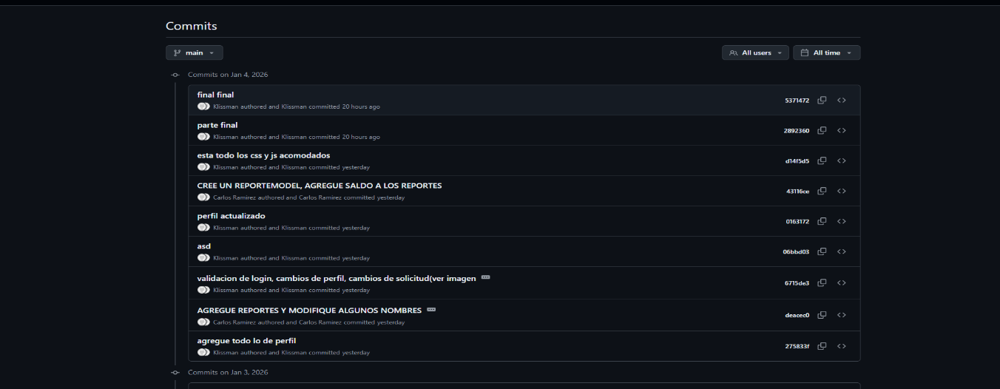 Commits
main
All users
All time
Commits on Jan 4, 2026
final final
Klissman authored and Klissman committed 20 hours ago
5371472
parte final
Klissman authored and Klissman committed 20 hours ago
2892360
esta todo los css y js acomodados
Klissman authored and Klissman committed yesterday
d14f5d5
CREE UN REPORTEMODEL, AGREGUE SALDO A LOS REPORTES
Carlos Ramirez authored and Carlos Ramirez committed yesterday
43116ce
perfil actualizado
Klissman authored and Klissman committed yesterday
0163172
asd
Klissman authored and Klissman committed yesterday
06bbd03
validacion de login, cambios de perfil, cambios de solicitud(ver imagen
Klissman authored and Klissman committed yesterday
6715de3
AGREGUE REPORTES Y MODIFIQUE ALGUNOS NOMBRES
Carlos Ramirez authored and Carlos Ramirez committed yesterday
deacec0
agregue todo lo de perfil
Klissman authored and Klissman committed yesterday
275833f
Commits on Jan 3, 2026